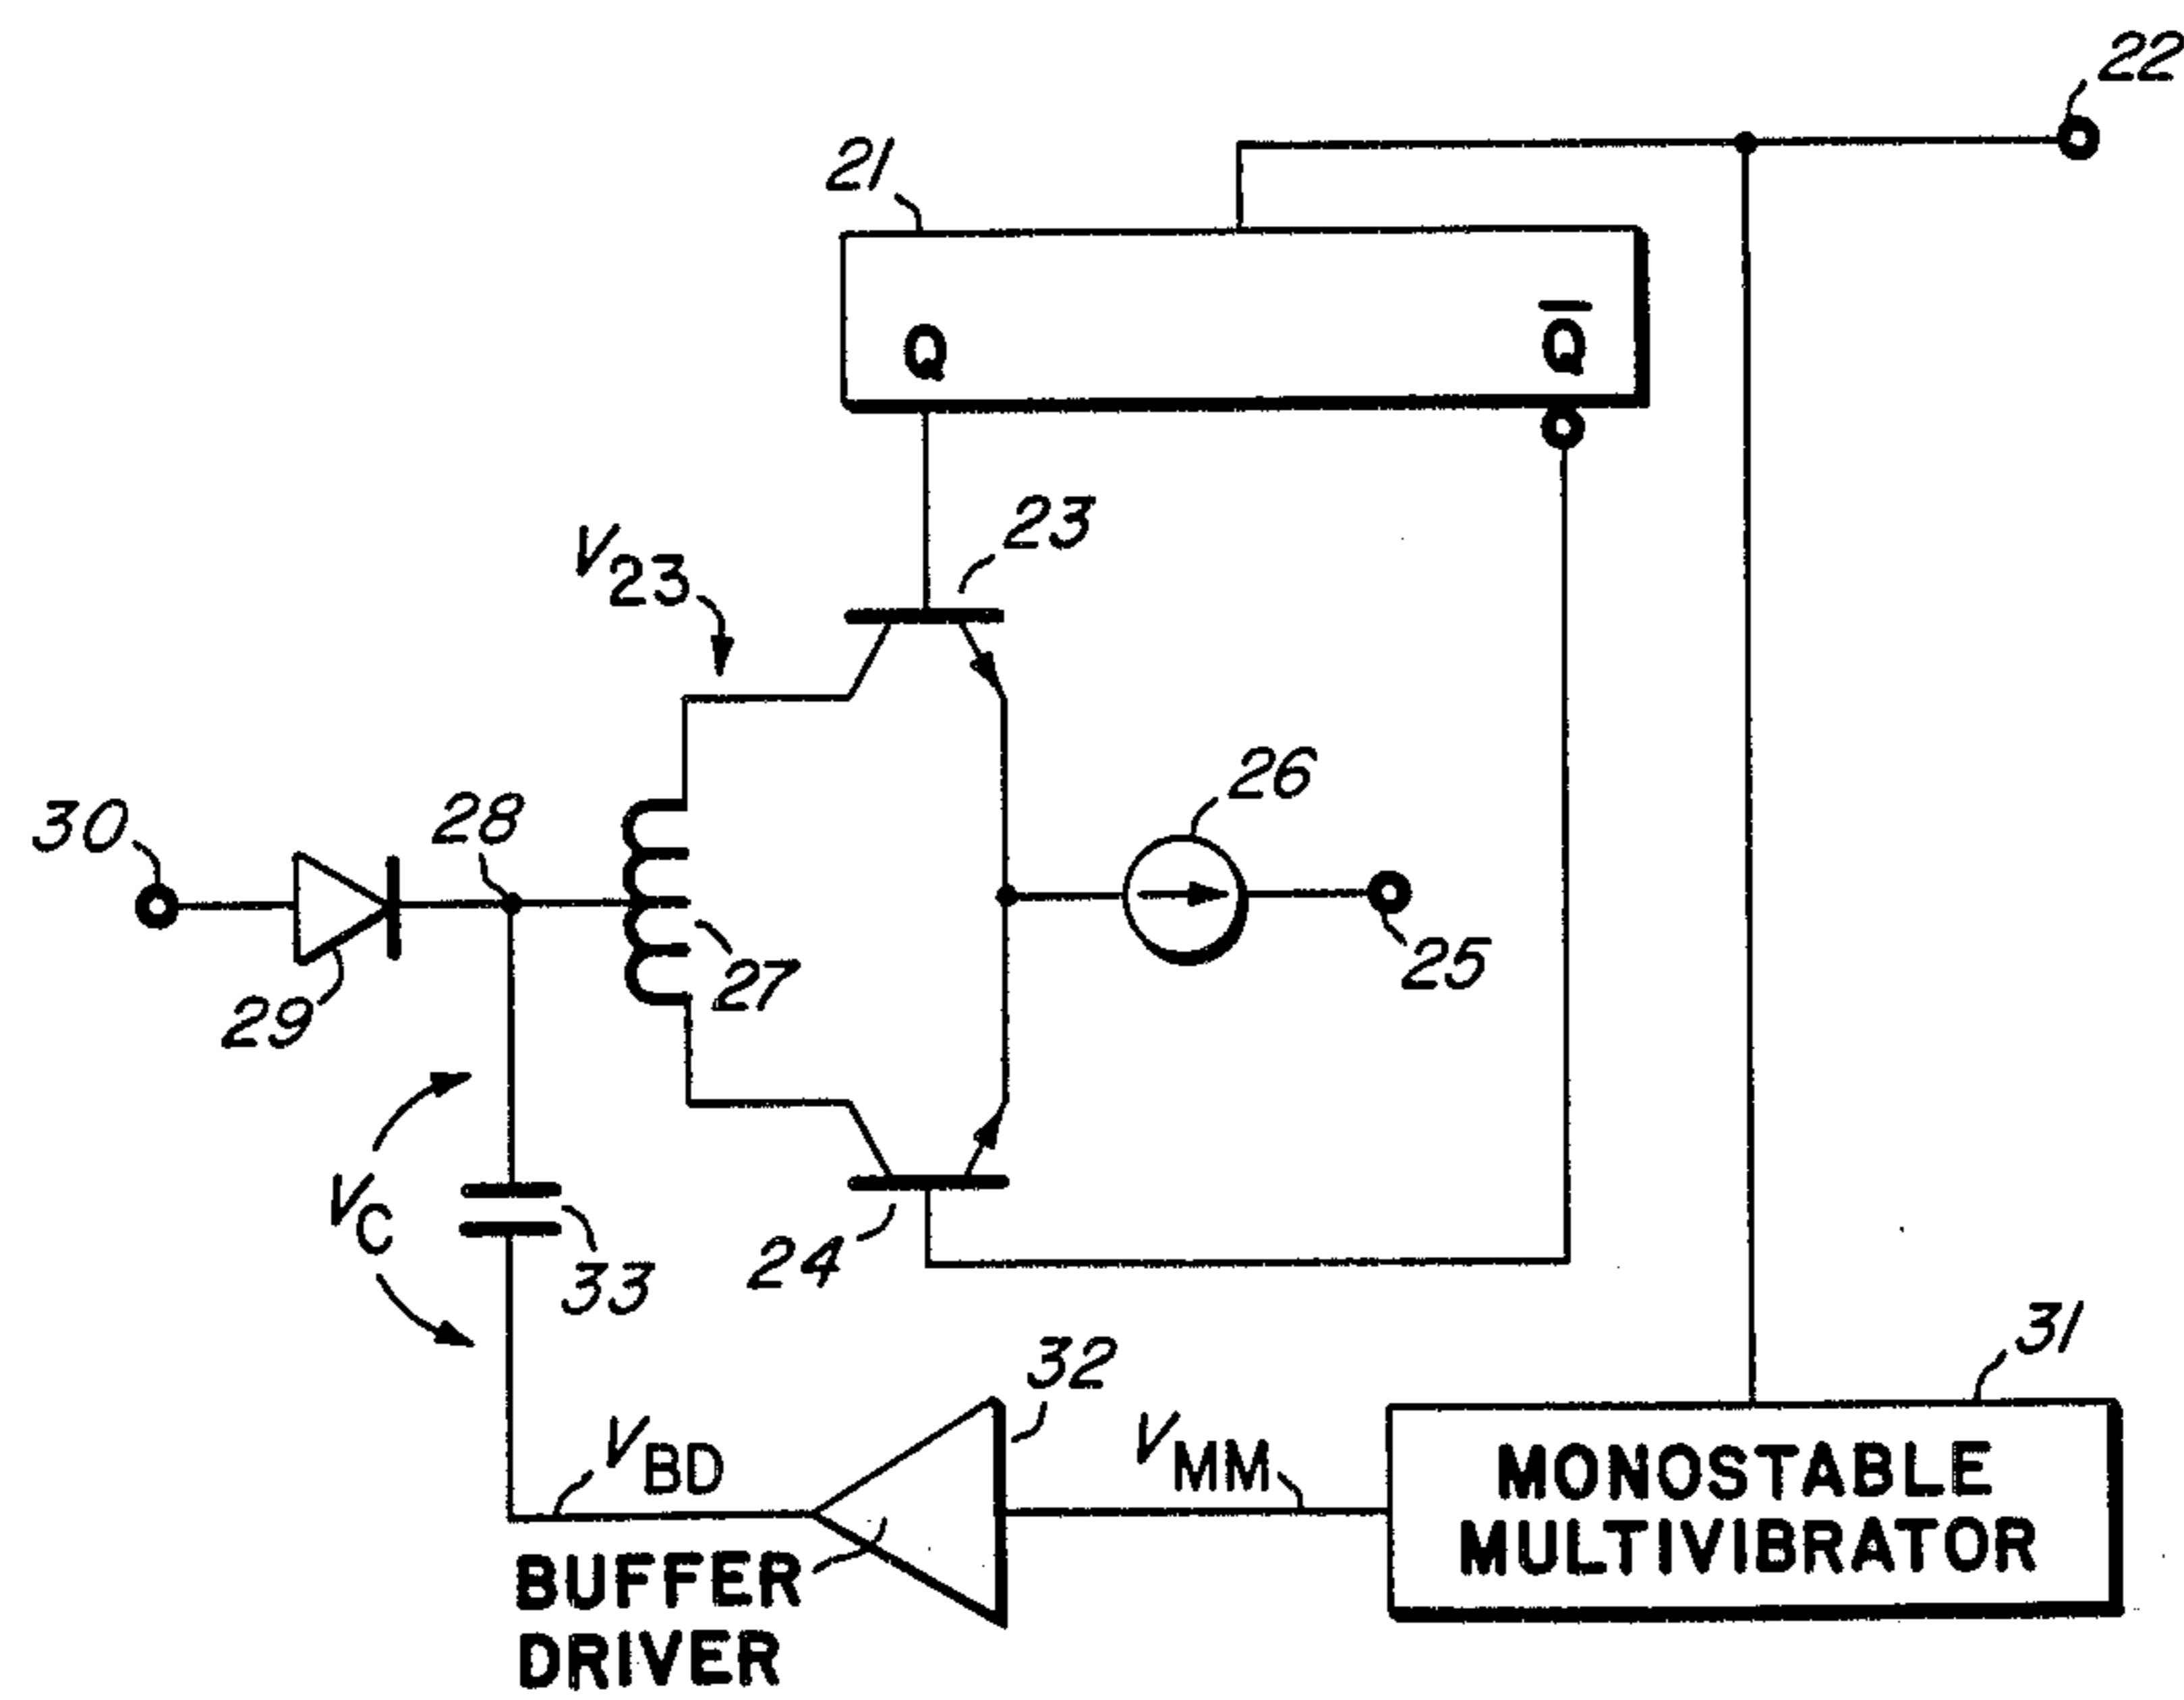 22
21
Q
Q̅
23
V23
26
30
28
25
27
29
VC
33
24
31
32
VBD
VMM
MONOSTABLE
MULTIVIBRATOR
BUFFER
DRIVER